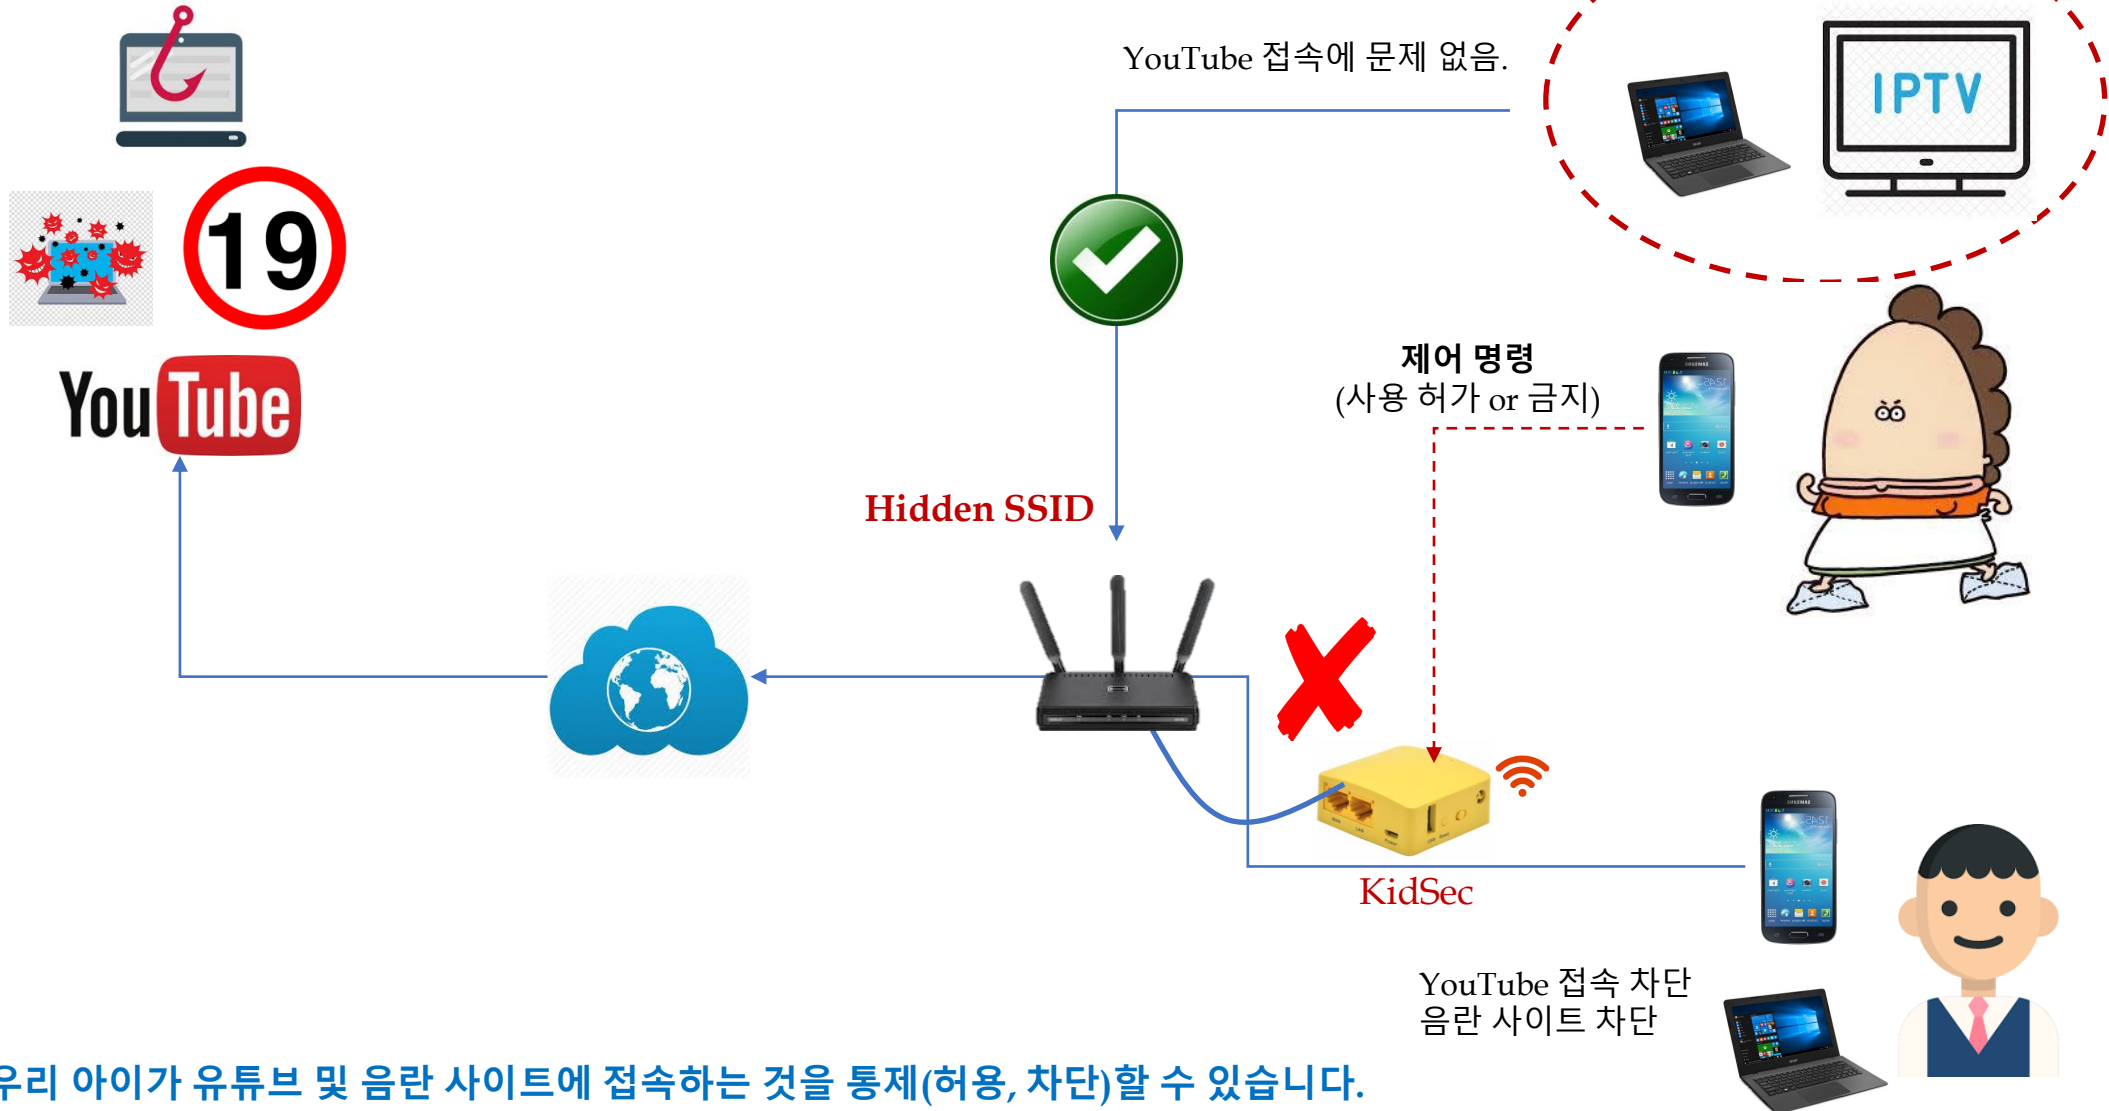 YouTube 접속에 문제 없음.
IPTV
19
YouTube
제어 명령
(사용 허가 or 금지)
Hidden SSID
KidSec
YouTube 접속 차단
음란 사이트 차단
우리 아이가 유튜브 및 음란 사이트에 접속하는 것을 통제(허용, 차단)할 수 있습니다.